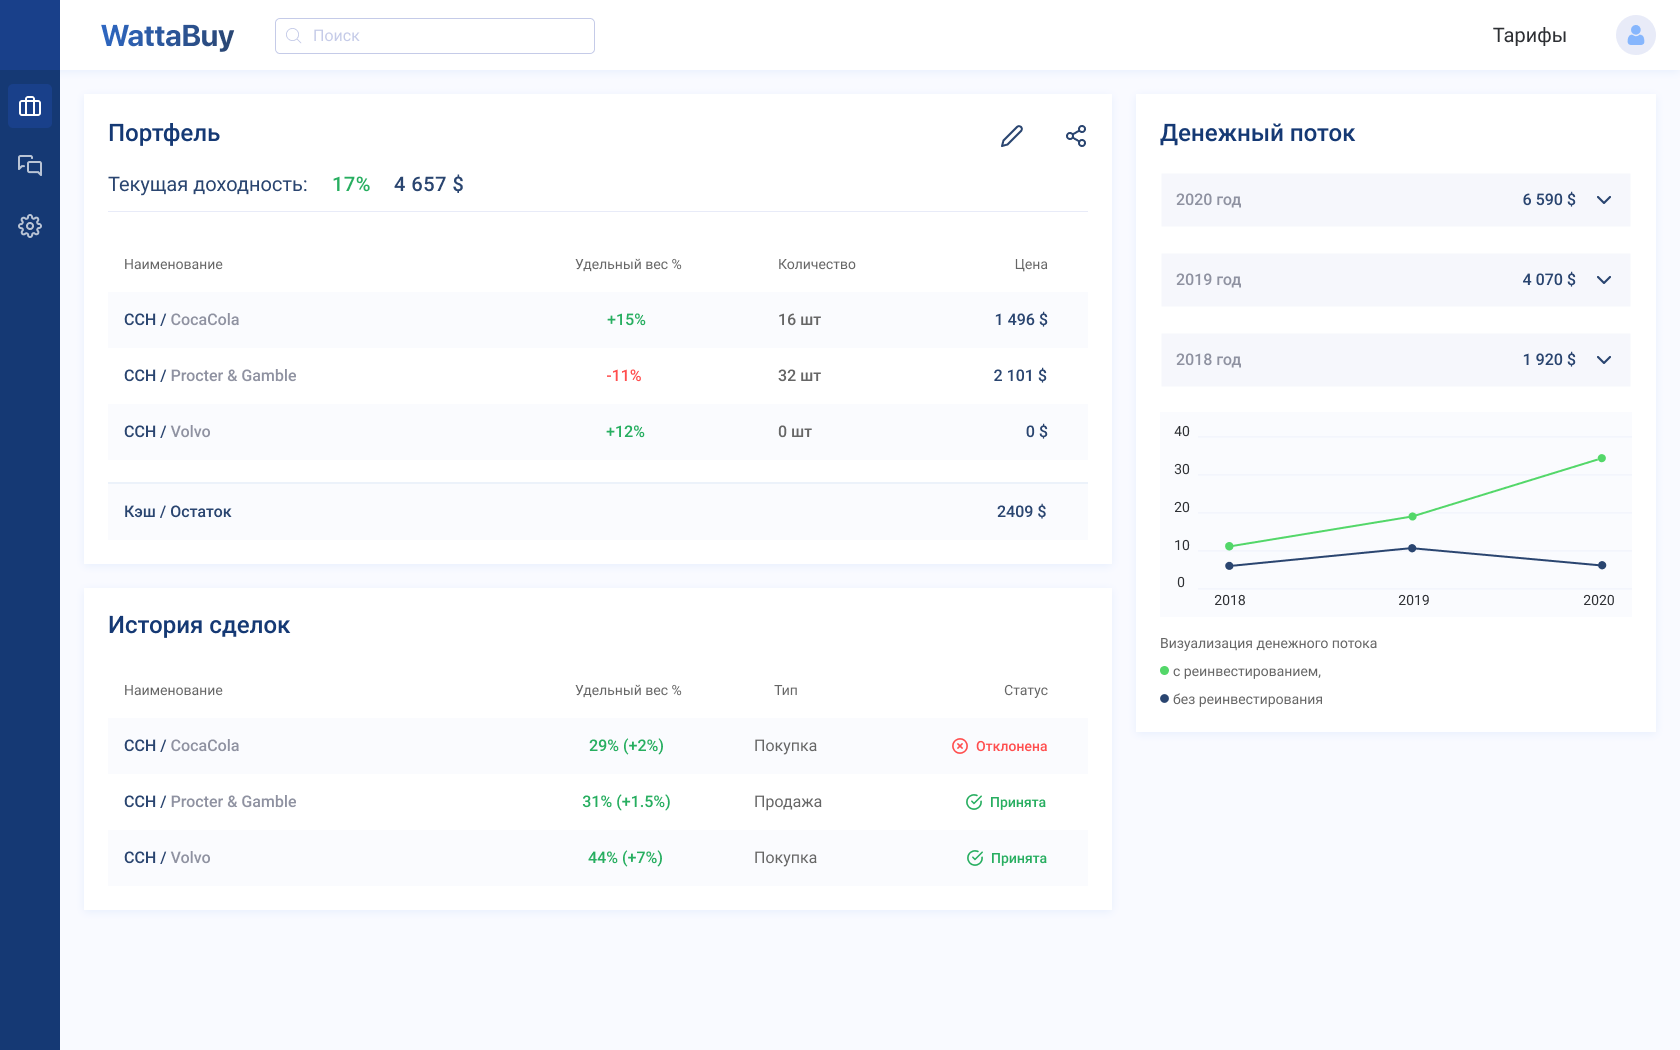 WattaBuy
Поиск
Тарифы
Портфель
Текущая доходность: 17% 4 657 $
Наименование Удельный вес % Количество Цена
CCH / CocaCola +15% 16 шт 1 496 $
CCH / Procter & Gamble -11% 32 шт 2 101 $
CCH / Volvo +12% 0 шт 0 $
Кэш / Остаток 2409 $
История сделок
Наименование Удельный вес % Тип Статус
CCH / CocaCola 29% (+2%) Покупка Отклонена
CCH / Procter & Gamble 31% (+1.5%) Продажа Принята
CCH / Volvo 44% (+7%) Покупка Принята
Денежный поток
2020 год 6 590 $
2019 год 4 070 $
2018 год 1 920 $
40
30
20
10
0
2018 2019 2020
Визуализация денежного потока
с реинвестированием,
без реинвестирования